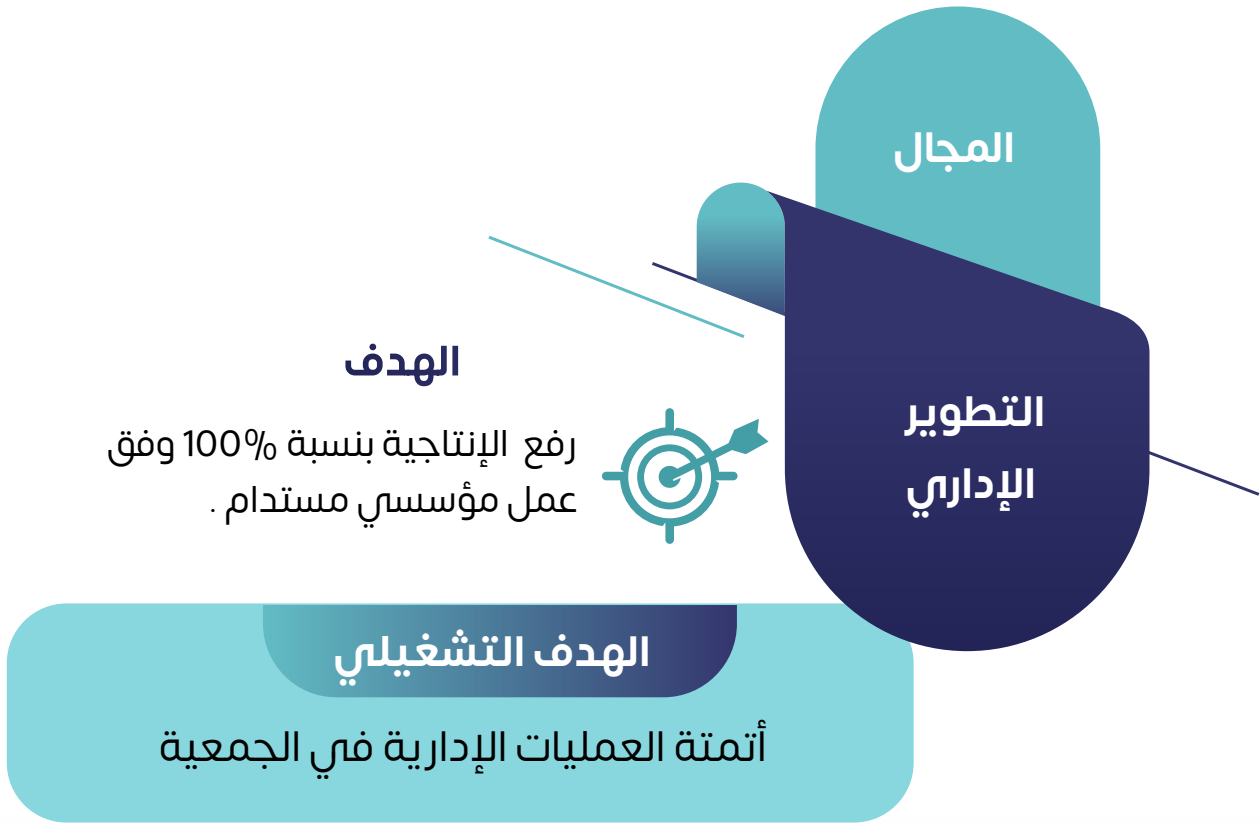 المجال
التطوير
الإداري
الهدف
رفع الإنتاجية بنسبة 100% وفق
عمل مؤسسي مستدام .
الهدف التشغيلي
أتمتة العمليات الإدارية في الجمعية